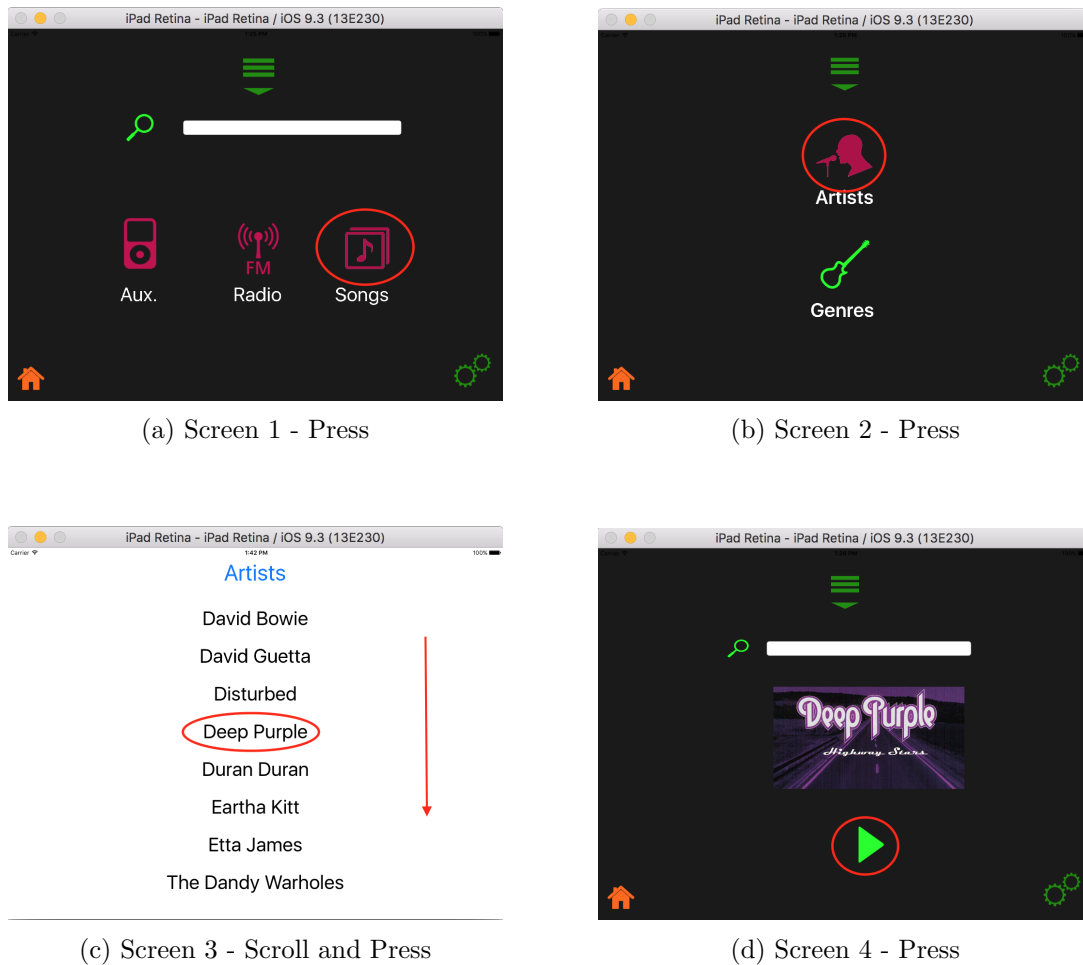 iPad Retina - iPad Retina / iOS 9.3 (13E230)
FM
Aux.
Radio
Songs
(a) Screen 1 - Press
iPad Retina - iPad Retina / iOS 9.3 (13E230)
Artists
Genres
(b) Screen 2 - Press
iPad Retina - iPad Retina / iOS 9.3 (13E230)
Carrier 1:42 PM 100%
Artists
David Bowie
David Guetta
Disturbed
Deep Purple
Duran Duran
Eartha Kitt
Etta James
The Dandy Warholes
(c) Screen 3 - Scroll and Press
iPad Retina - iPad Retina / iOS 9.3 (13E230)
Deep Purple
Highway Stars
(d) Screen 4 - Press